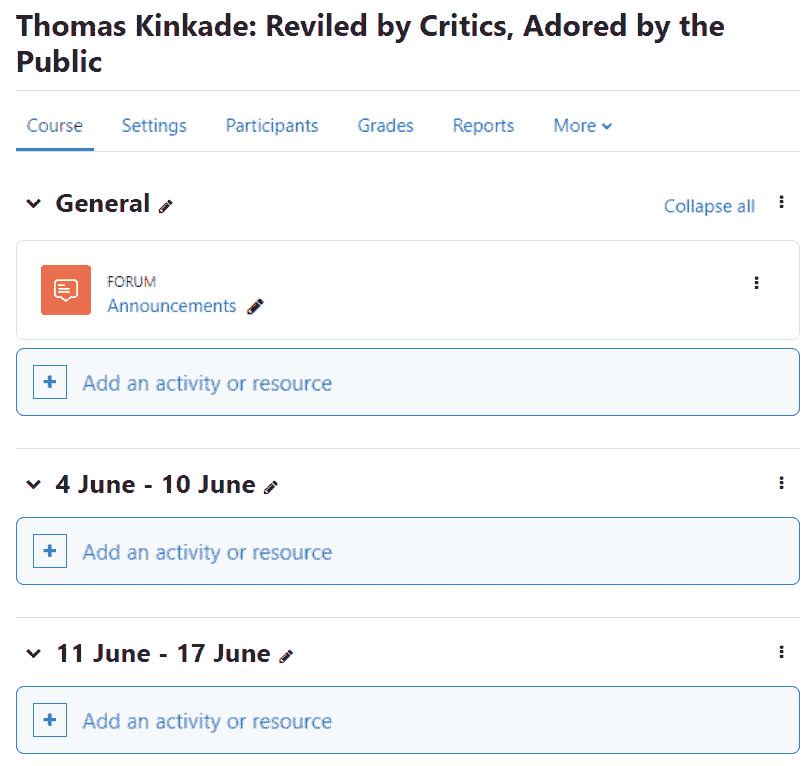 Thomas Kinkade: Reviled by Critics, Adored by the
Public
Course Settings Participants Grades Reports More
General Collapse all
FORUM
Announcements
Add an activity or resource
4 June - 10 June
Add an activity or resource
11 June - 17 June
Add an activity or resource